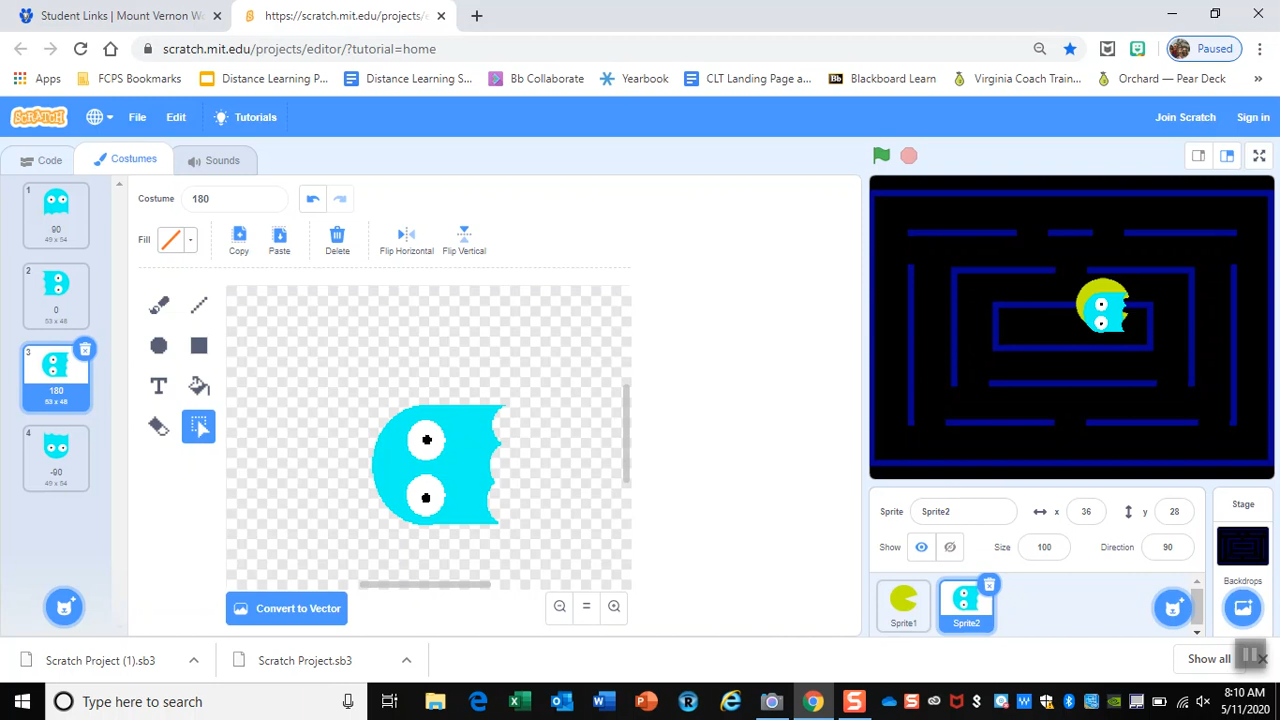 Student Links | Mount Vernon W
https://scratch.mit.edu/projects/e
scratch.mit.edu/projects/editor/?tutorial=home
Paused
Apps
FCPS Bookmarks
Distance Learning P...
Distance Learning S...
Bb Collaborate
Yearbook
CLT Landing Page a...
Bb
Blackboard Learn
Virginia Coach Train...
Orchard — Pear Deck
»
SCRATCH
File
Edit
Tutorials
Join Scratch
Sign in
Code
Costumes
Sounds
1
90
49 x 54
2
0
53 x 48
3
180
53 x 48
4
-90
49 x 54
Costume
180
Fill
Copy
Paste
Delete
Flip Horizontal
Flip Vertical
T
Convert to Vector
Sprite
Sprite2
x
36
y
28
Show
Size
100
Direction
90
Sprite1
Sprite2
Stage
Backdrops
Scratch Project (1).sb3
Scratch Project.sb3
Show all
Type here to search
8:10 AM
5/11/2020